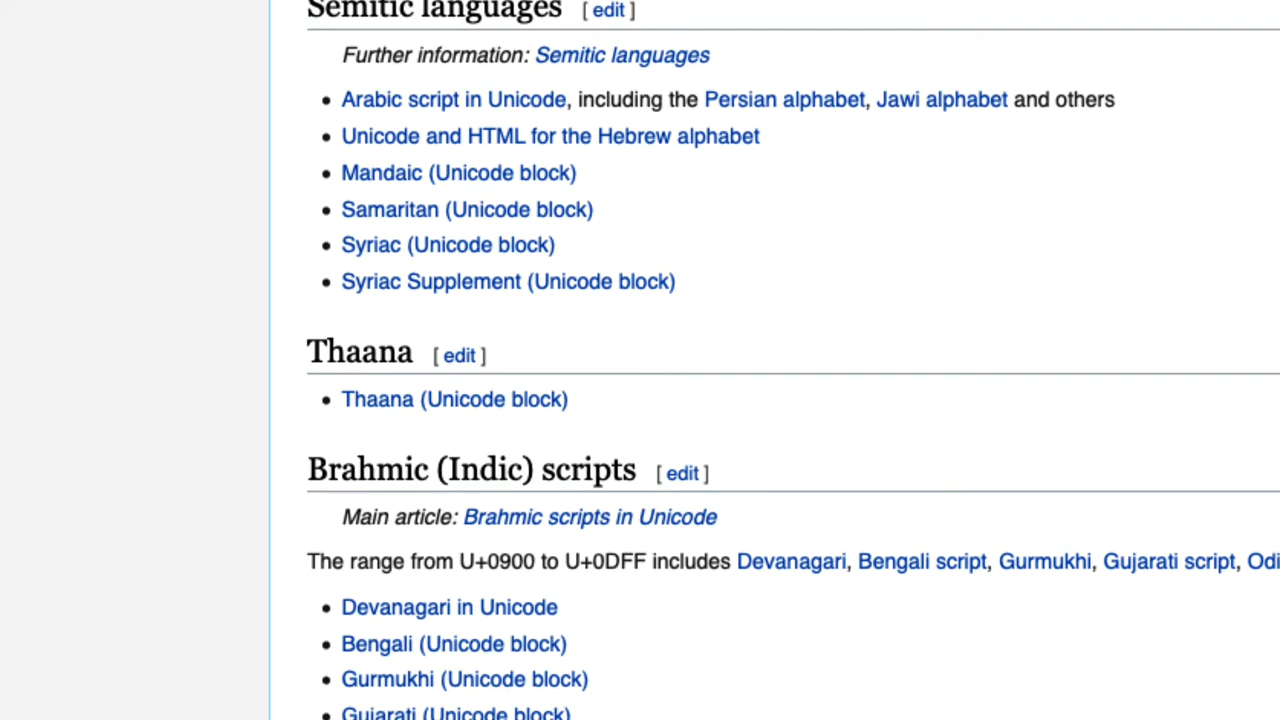 Semitic languages [ edit ]
Further information: Semitic languages
• Arabic script in Unicode, including the Persian alphabet, Jawi alphabet and others
• Unicode and HTML for the Hebrew alphabet
• Mandaic (Unicode block)
• Samaritan (Unicode block)
• Syriac (Unicode block)
• Syriac Supplement (Unicode block)
Thaana [ edit ]
• Thaana (Unicode block)
Brahmic (Indic) scripts [ edit ]
Main article: Brahmic scripts in Unicode
The range from U+0900 to U+0DFF includes Devanagari, Bengali script, Gurmukhi, Gujarati script, Odi
• Devanagari in Unicode
• Bengali (Unicode block)
• Gurmukhi (Unicode block)
• Gujarati (Unicode block)